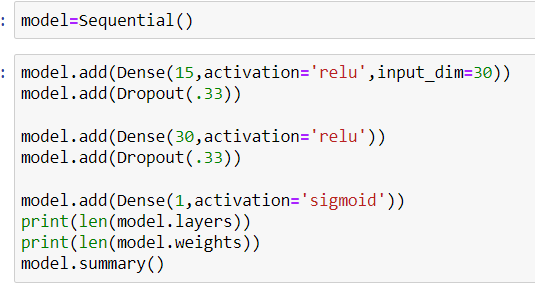 : model=Sequential()
: model.add(Dense(15,activation='relu',input_dim=30))
model.add(Dropout(.33))
model.add(Dense(30,activation='relu'))
model.add(Dropout(.33))
model.add(Dense(1,activation='sigmoid'))
print(len(model.layers))
print(len(model.weights))
model.summary()